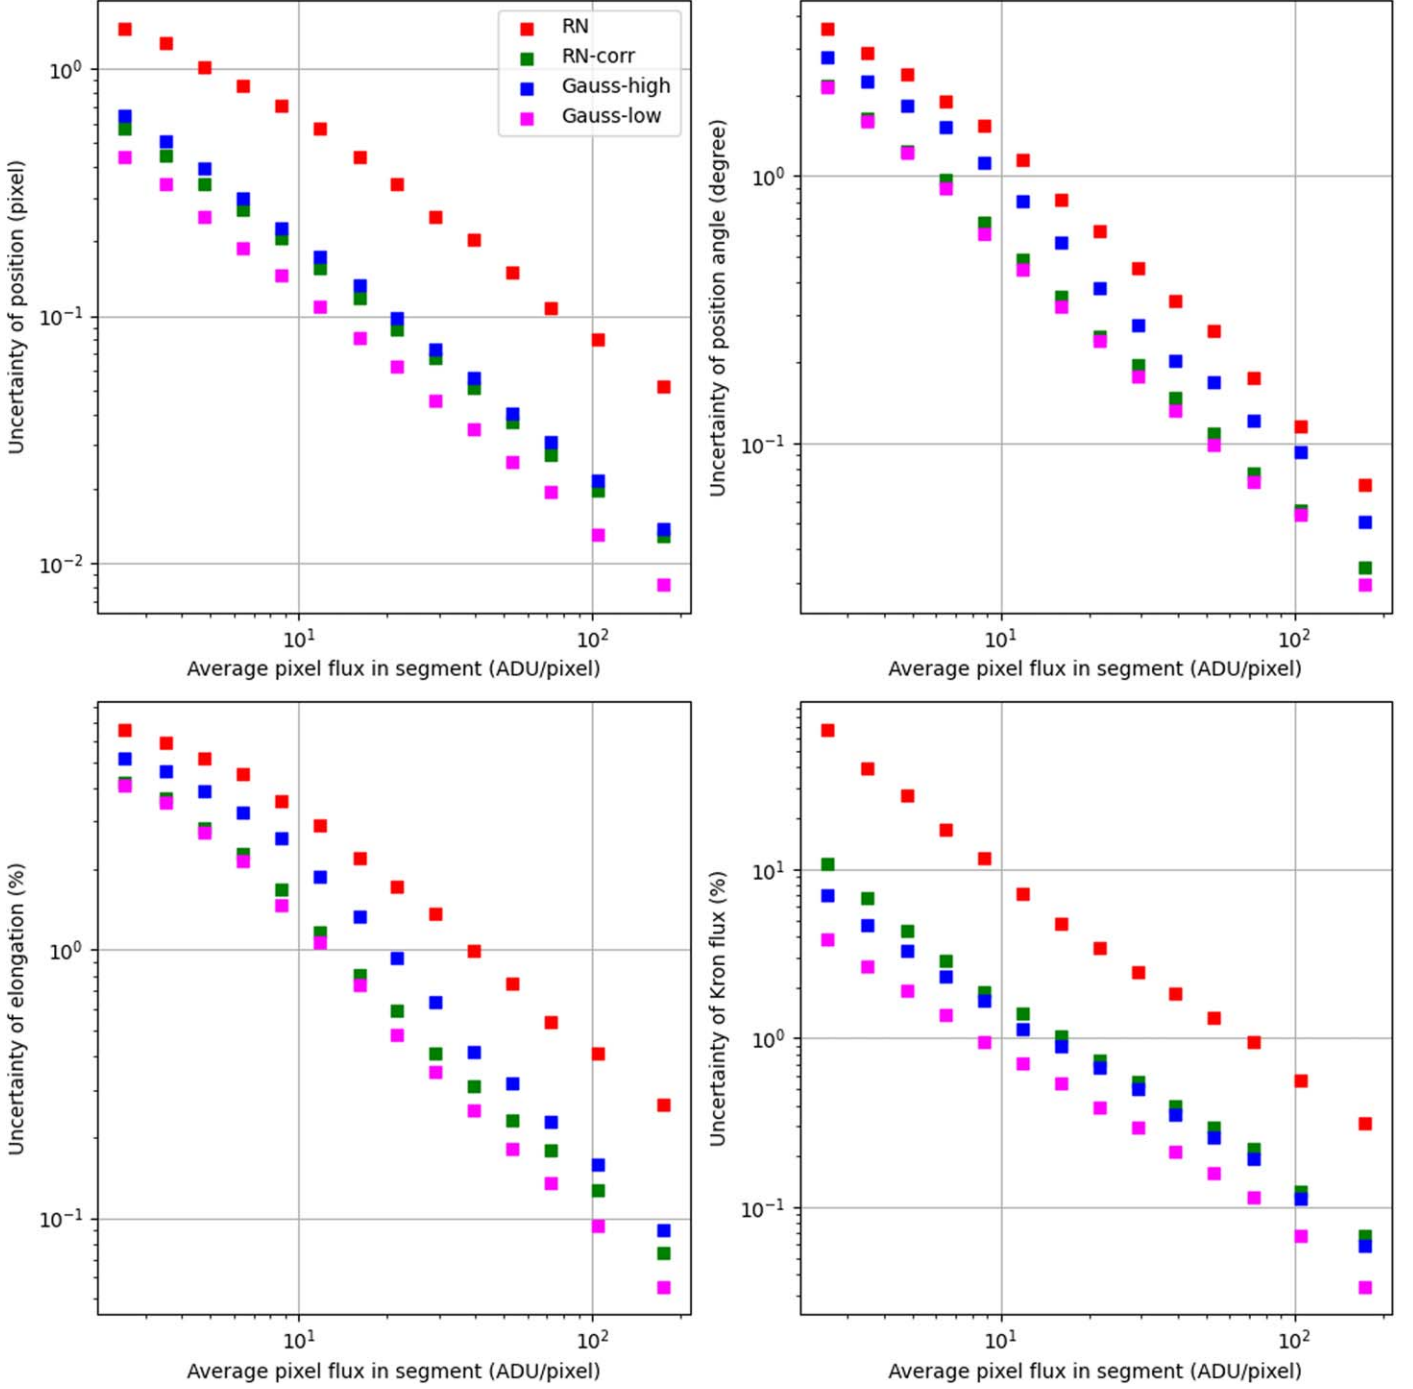 RN
RN-corr
Gauss-high
Gauss-low
10⁰
10⁻¹
10⁻²
10¹
10²
Uncertainty of position (pixel)
Average pixel flux in segment (ADU/pixel)
10⁰
10⁻¹
10¹
10²
Uncertainty of position angle (degree)
Average pixel flux in segment (ADU/pixel)
10⁰
10⁻¹
10¹
10²
Uncertainty of elongation (%)
Average pixel flux in segment (ADU/pixel)
10¹
10⁰
10⁻¹
10¹
10²
Uncertainty of Kron flux (%)
Average pixel flux in segment (ADU/pixel)